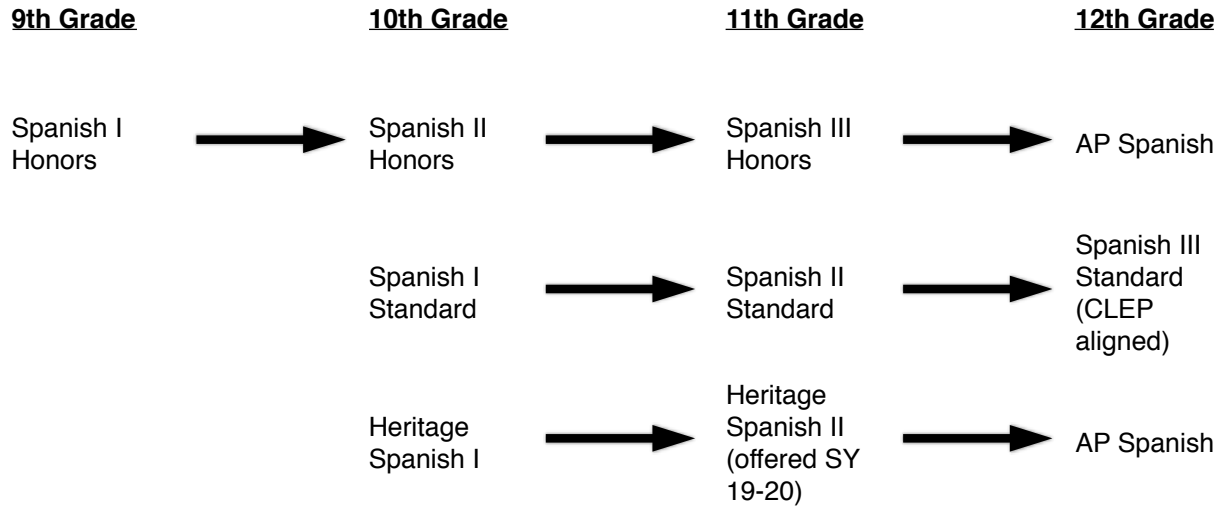 9th Grade
10th Grade
11th Grade
12th Grade
Spanish I
Honors
Spanish II
Honors
Spanish III
Honors
AP Spanish
Spanish I
Standard
Spanish II
Standard
Spanish III
Standard
(CLEP
aligned)
Heritage
Spanish I
Heritage
Spanish II
(offered SY
19-20)
AP Spanish